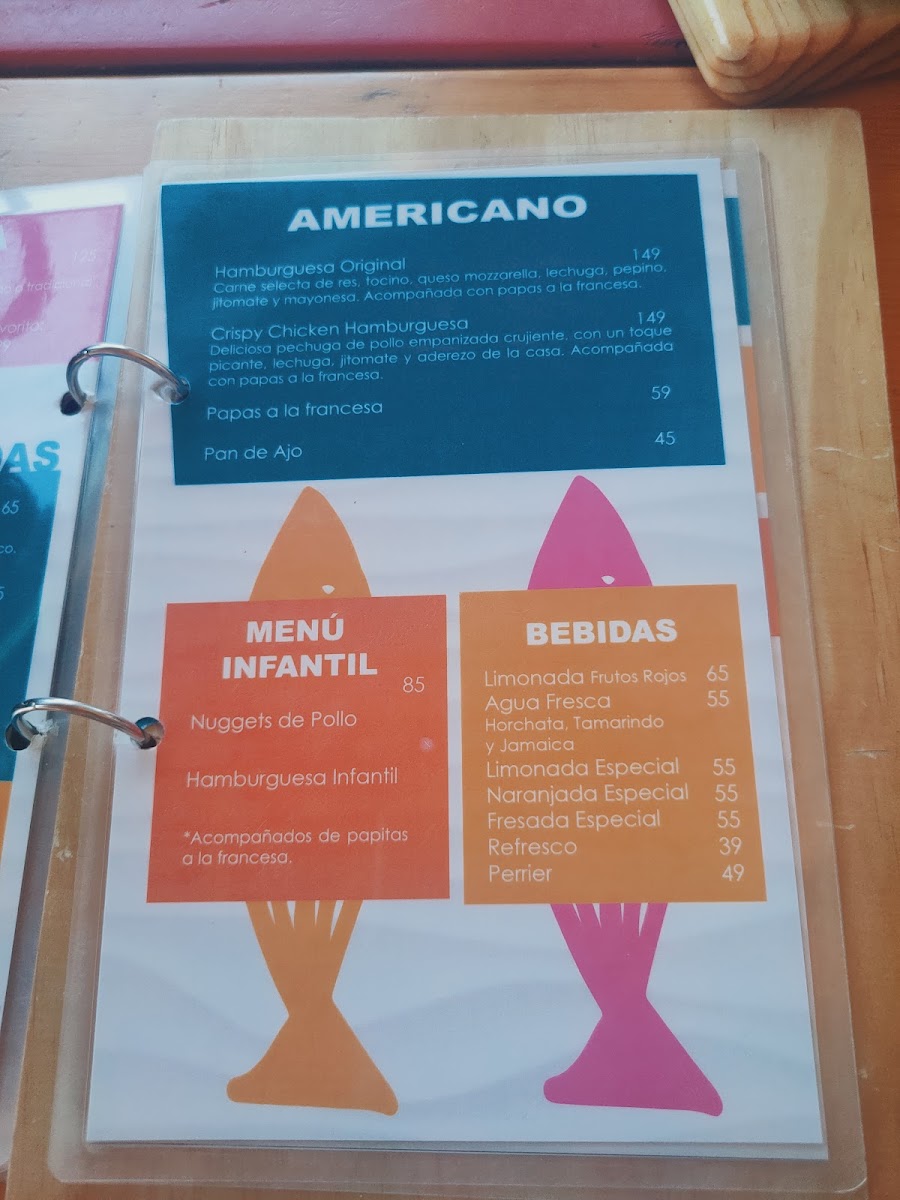 AMERICANO
Hamburguesa Original 149
Carne selecta de res, tocino, queso mozzarella, lechuga, pepino,
jitomate y mayonesa. Acompañada con papas a la francesa.
Crispy Chicken Hamburguesa 149
Deliciosa pechuga de pollo empanizada crujiente, con un toque
picante, lechuga, jitomate y aderezo de la casa. Acompañada
con papas a la francesa.
Papas a la francesa 59
Pan de Ajo 45
MENÚ
INFANTIL
85
Nuggets de Pollo
Hamburguesa Infantil
*Acompañados de papitas
a la francesa.
BEBIDAS
Limonada Frutos Rojos 65
Agua Fresca 55
Horchata, Tamarindo
y Jamaica
Limonada Especial 55
Naranjada Especial 55
Fresada Especial 55
Refresco 39
Perrier 49
125
65